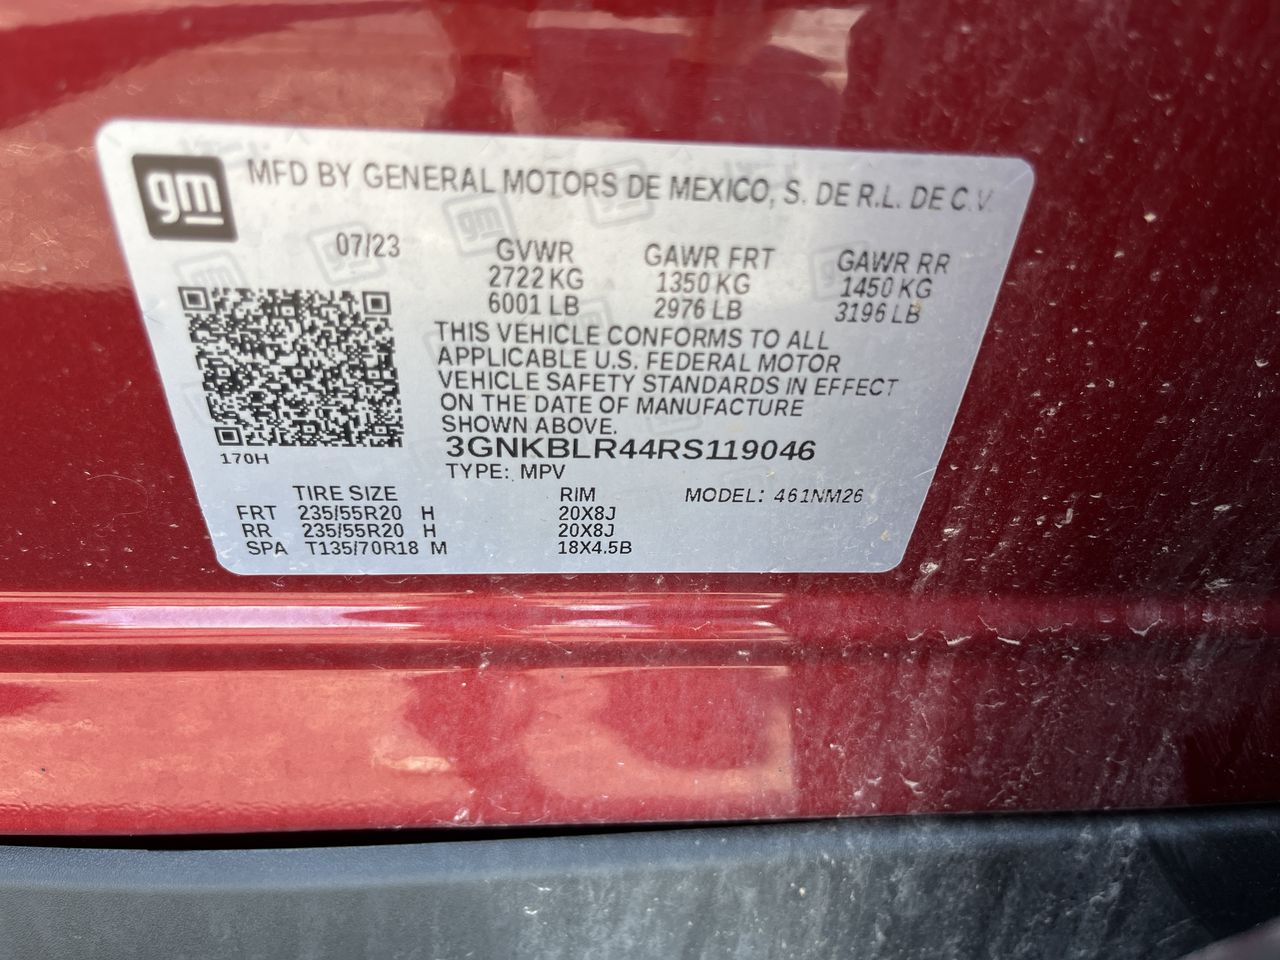 gm MFD BY GENERAL MOTORS DE MEXICO, S. DE R.L. DE C.V.
07/23 GVWR GAWR FRT GAWR RR
2722 KG 1350 KG 1450 KG
6001 LB 2976 LB 3196 LB
THIS VEHICLE CONFORMS TO ALL
APPLICABLE U.S. FEDERAL MOTOR
VEHICLE SAFETY STANDARDS IN EFFECT
ON THE DATE OF MANUFACTURE
SHOWN ABOVE.
3GNKBLR44RS119046
170H
TYPE: MPV
TIRE SIZE RIM MODEL: 461NM26
FRT 235/55R20 H 20X8J
RR 235/55R20 H 20X8J
SPA T135/70R18 M 18X4.5B